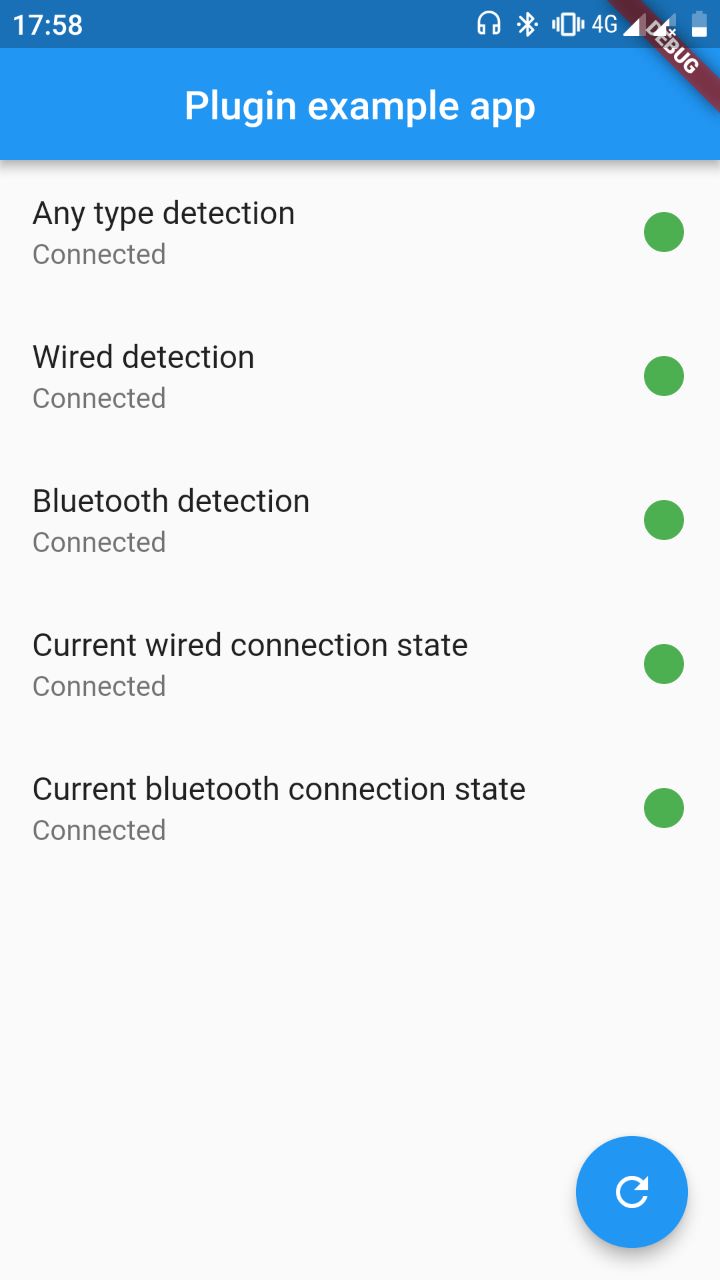 17:58
4G
DEBUG
Plugin example app
Any type detection
Connected
Wired detection
Connected
Bluetooth detection
Connected
Current wired connection state
Connected
Current bluetooth connection state
Connected